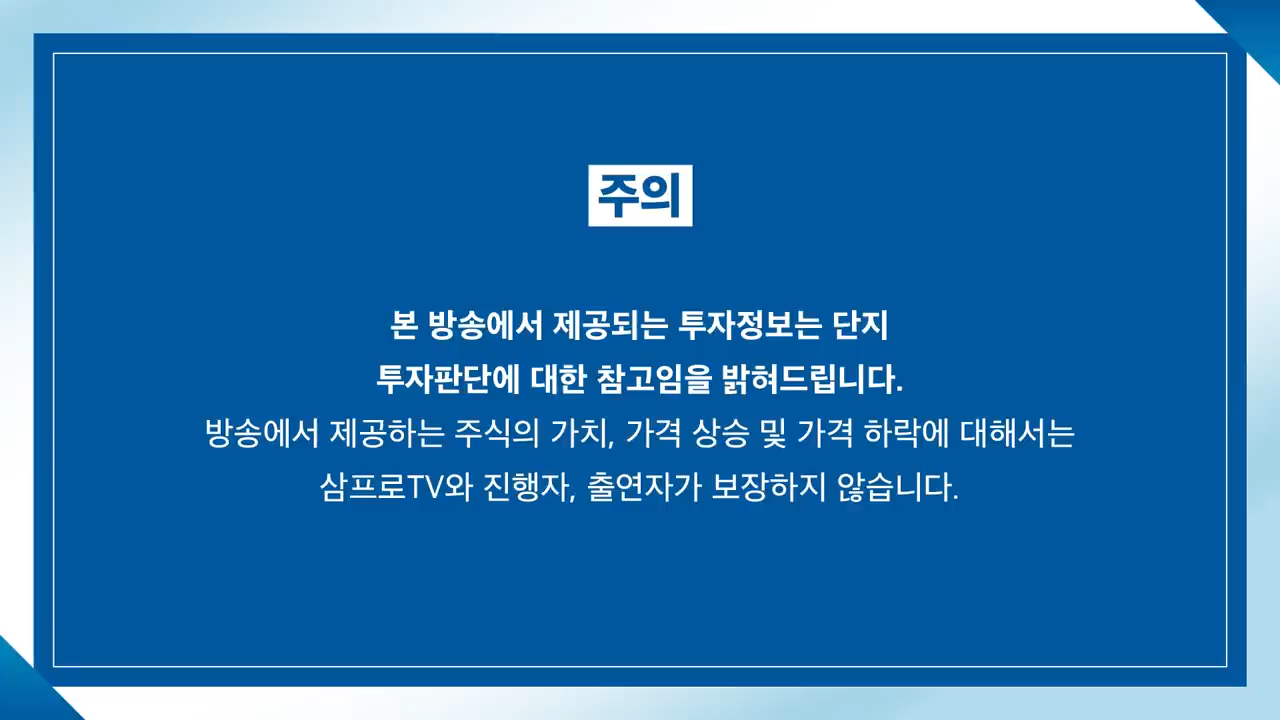 주의
본 방송에서 제공되는 투자정보는 단지
투자판단에 대한 참고임을 밝혀드립니다.
방송에서 제공하는 주식의 가치, 가격 상승 및 가격 하락에 대해서는
삼프로TV와 진행자, 출연자가 보장하지 않습니다.